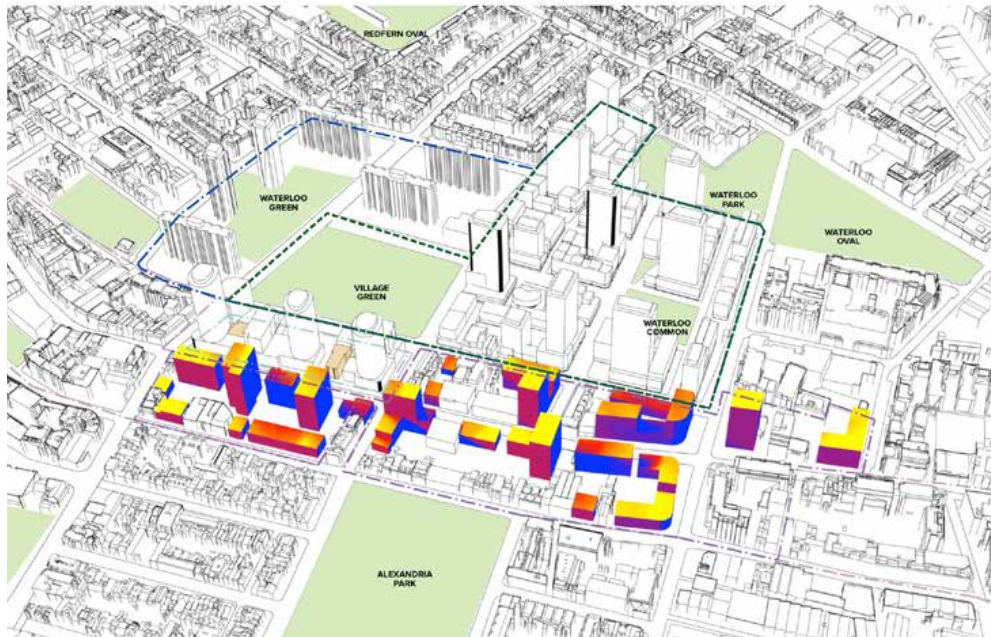 REDFERN OVAL
WATERLOO
GREEN
WATERLOO
PARK
WATERLOO
OVAL
VILLAGE
GREEN
WATERLOO
COMMON
ALEXANDRIA
PARK